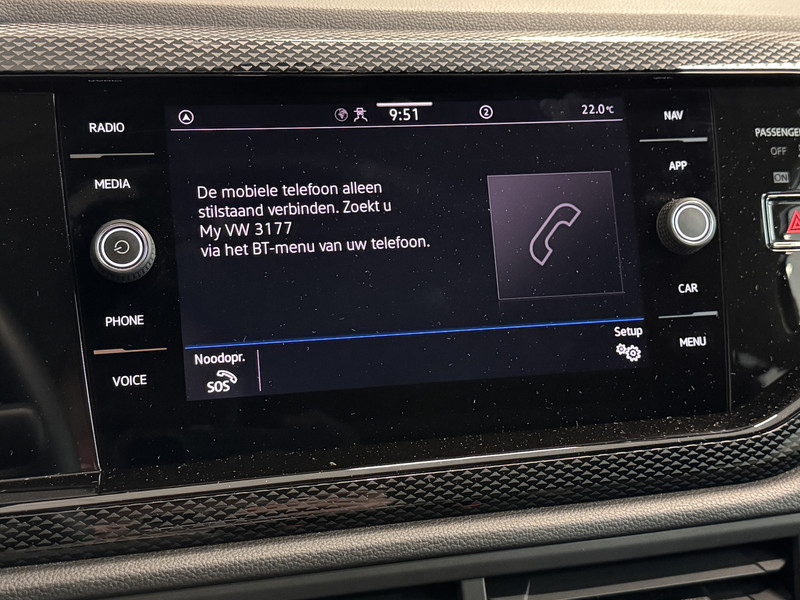 RADIO
MEDIA
PHONE
VOICE
9:51
2
22.0°C
De mobiele telefoon alleen
stilstaand verbinden. Zoekt u
My VW 3177
via het BT-menu van uw telefoon.
Noodopr.
SOS
Setup
NAV
APP
CAR
MENU
OFF
ON